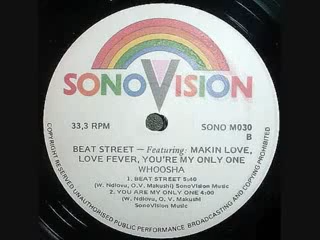 SONOVISION
33,3 RPM
SONO M030
B
BEAT STREET — Featuring: MAKIN LOVE,
LOVE FEVER, YOU'RE MY ONLY ONE
WHOOSHA
1. BEAT STREET 5:40
(W. Ndlovu, O.V. Makushi) SonoVision Music
2. YOU ARE MY ONLY ONE 4:00
(W. Ndlovu, O. V. Makushi
SonoVision Music
COPYRIGHT RESERVED. UNAUTHORISED PUBLIC PERFORMANCE, BROADCASTING AND COPYING PROHIBITED